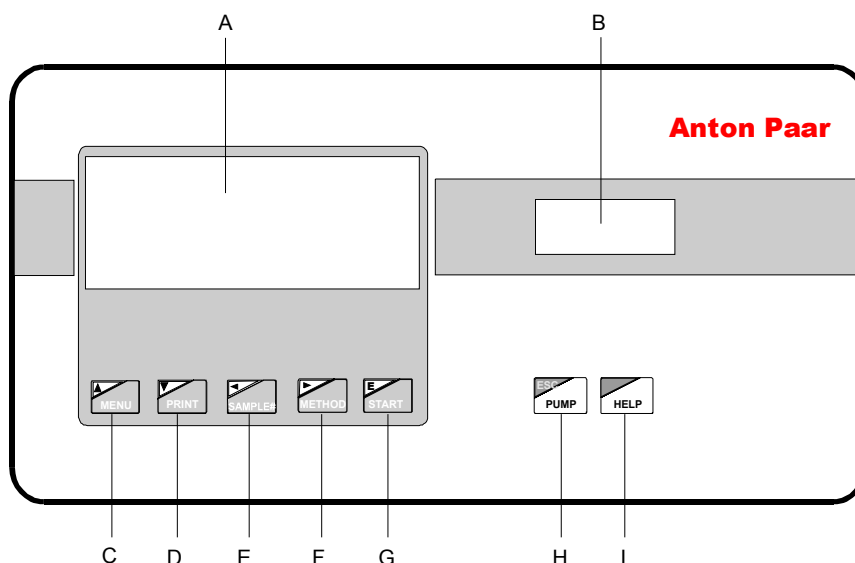 A B
Anton Paar
ESC
MENU PRINT SAMPLE# METHOD E START PUMP HELP
C D E F G H I